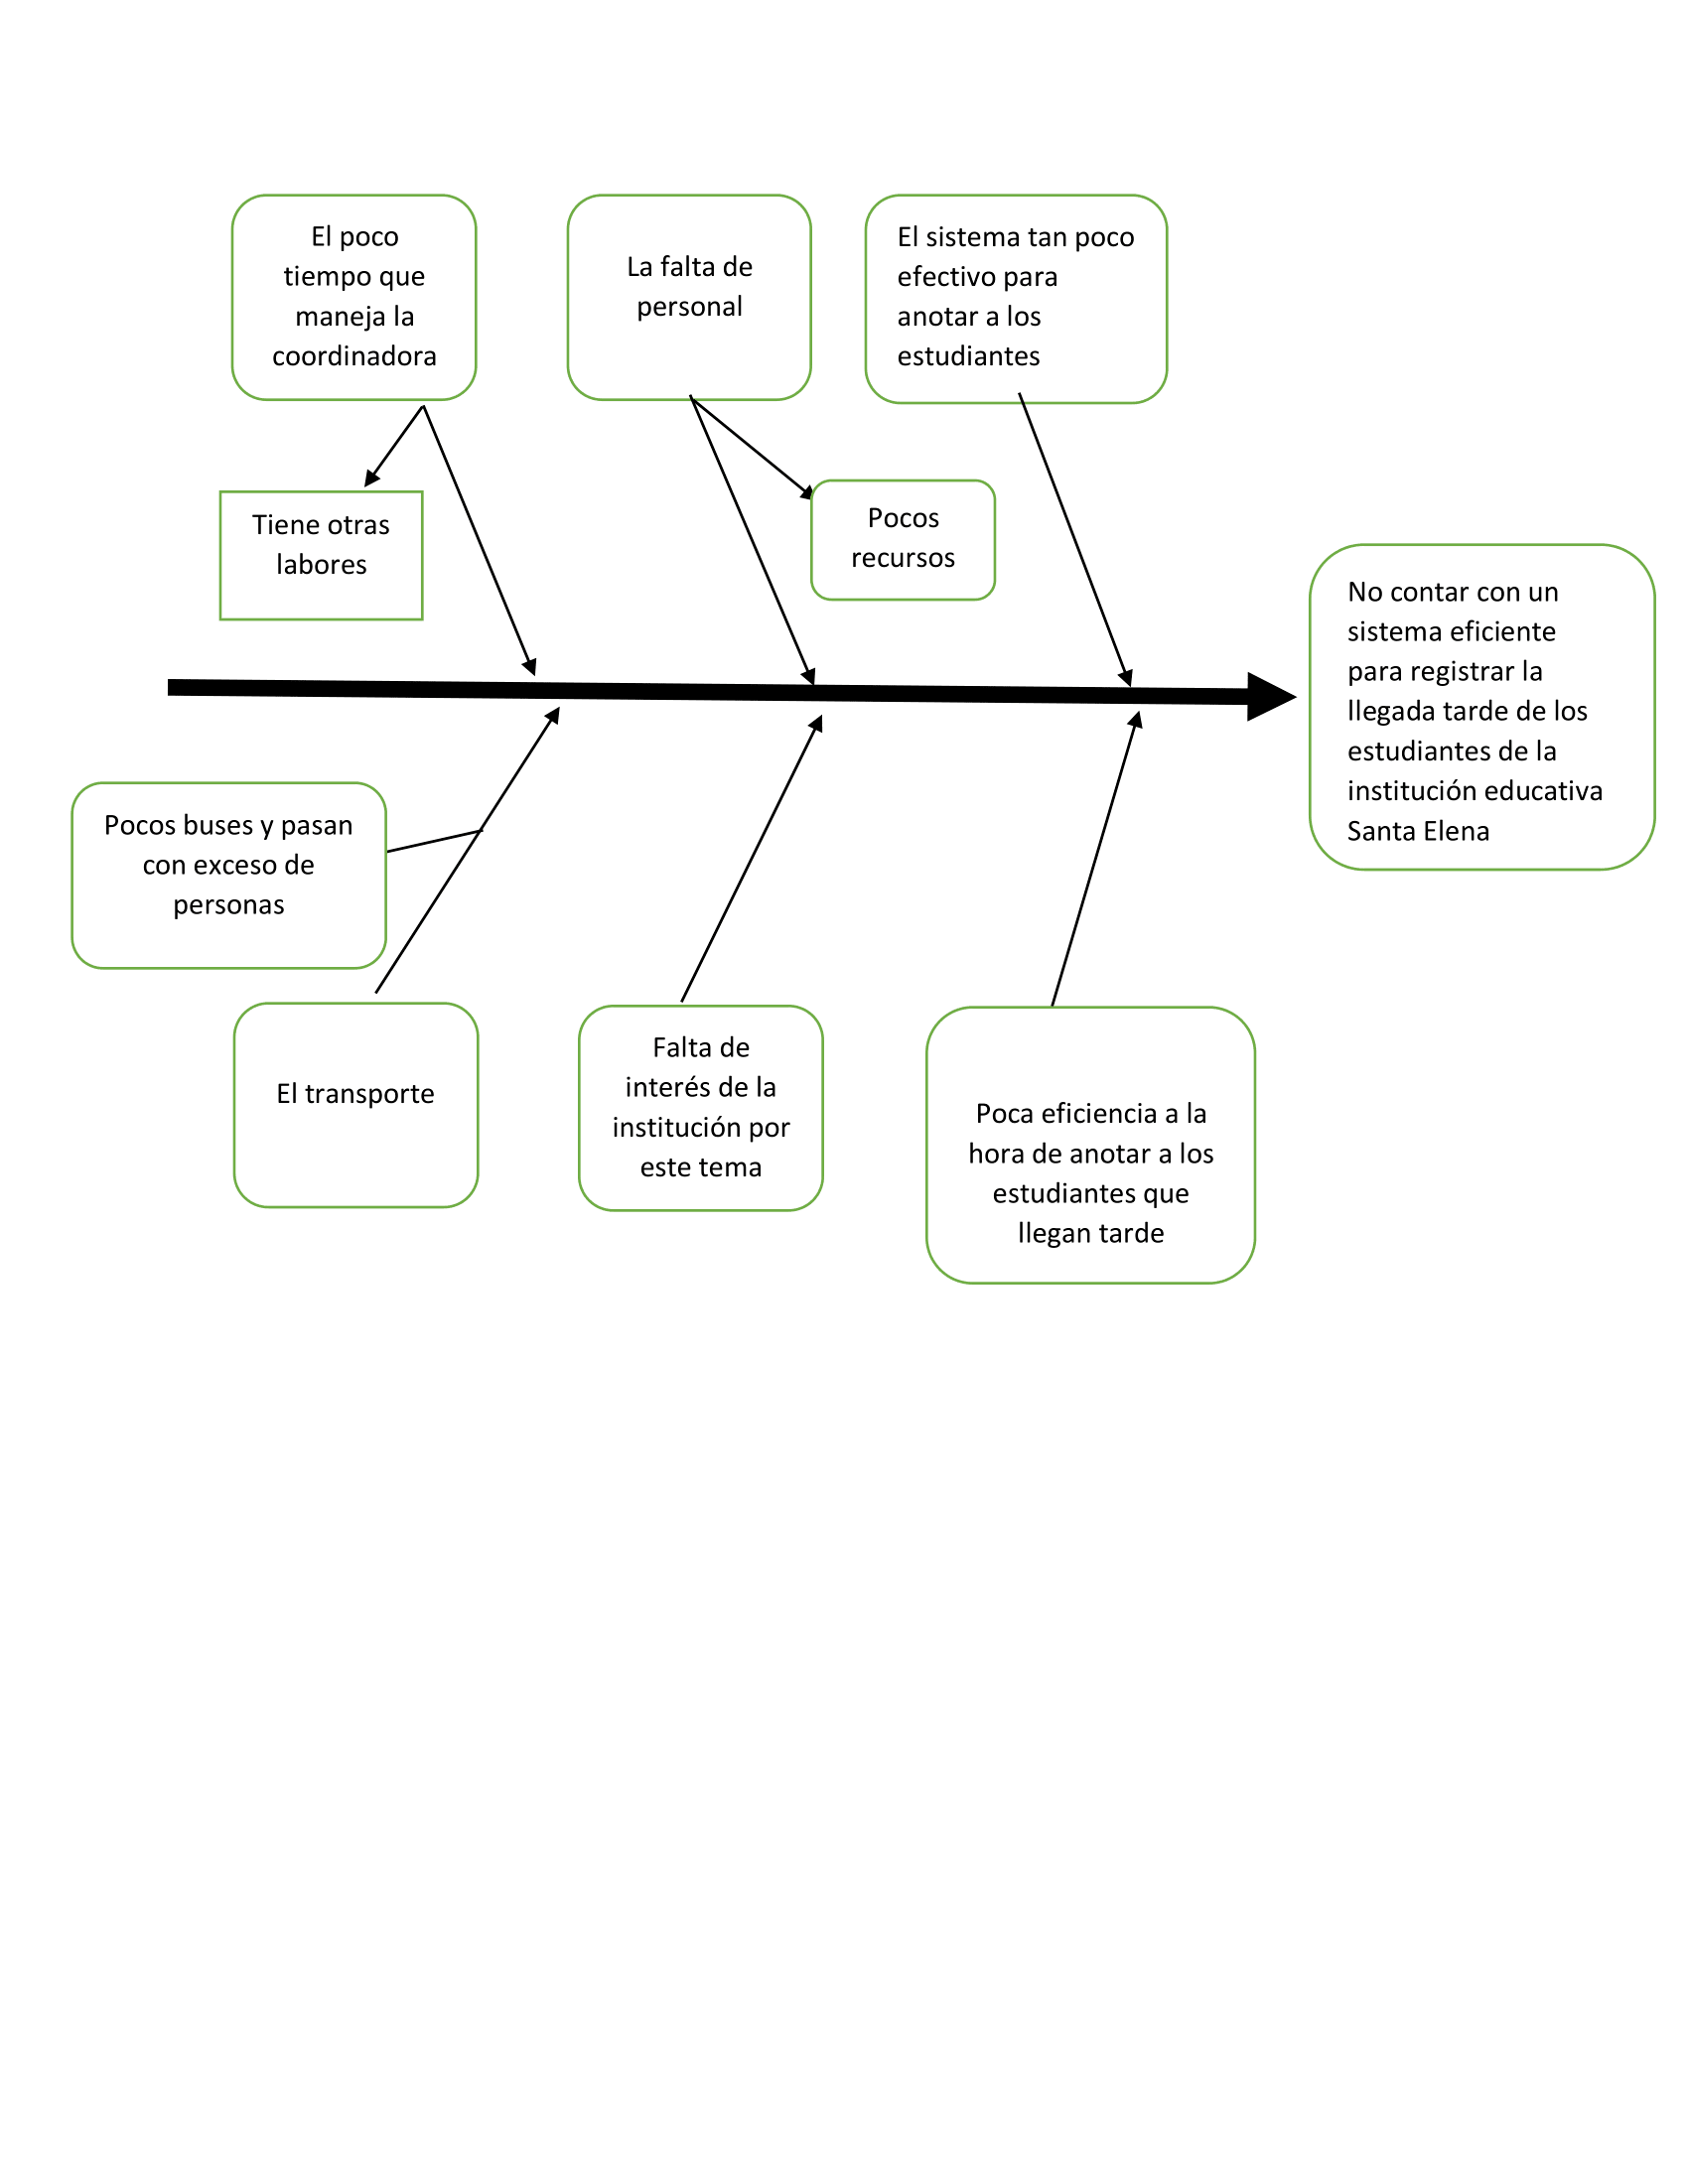 El poco
tiempo que
maneja la
coordinadora
La falta de
personal
El sistema tan poco
efectivo para
anotar a los
estudiantes
Tiene otras
labores
Pocos
recursos
No contar con un
sistema eficiente
para registrar la
llegada tarde de los
estudiantes de la
institución educativa
Santa Elena
Pocos buses y pasan
con exceso de
personas
El transporte
Falta de
interés de la
institución por
este tema
Poca eficiencia a la
hora de anotar a los
estudiantes que
llegan tarde